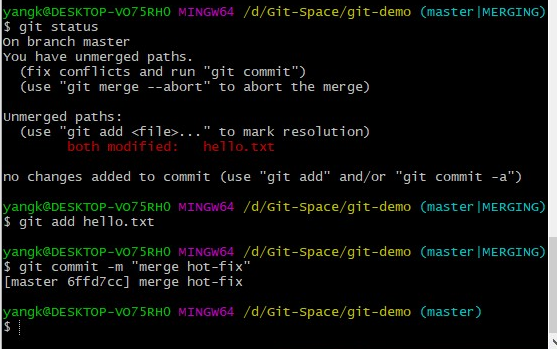 yangk@DESKTOP-VO75RH0 MINGW64 /d/Git-Space/git-demo (master|MERGING)
$ git status
On branch master
You have unmerged paths.
  (fix conflicts and run "git commit")
  (use "git merge --abort" to abort the merge)

Unmerged paths:
  (use "git add <file>..." to mark resolution)
        both modified:   hello.txt

no changes added to commit (use "git add" and/or "git commit -a")

yangk@DESKTOP-VO75RH0 MINGW64 /d/Git-Space/git-demo (master|MERGING)
$ git add hello.txt

yangk@DESKTOP-VO75RH0 MINGW64 /d/Git-Space/git-demo (master|MERGING)
$ git commit -m "merge hot-fix"
[master 6ffd7cc] merge hot-fix

yangk@DESKTOP-VO75RH0 MINGW64 /d/Git-Space/git-demo (master)
$